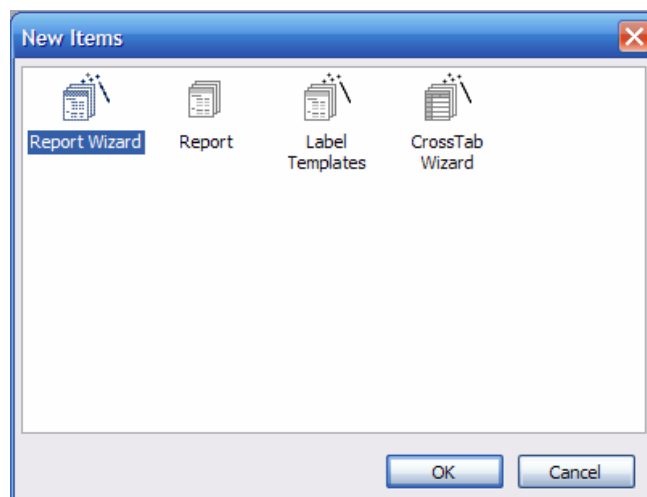 New Items
Report Wizard
Report
Label
Templates
CrossTab
Wizard
OK
Cancel